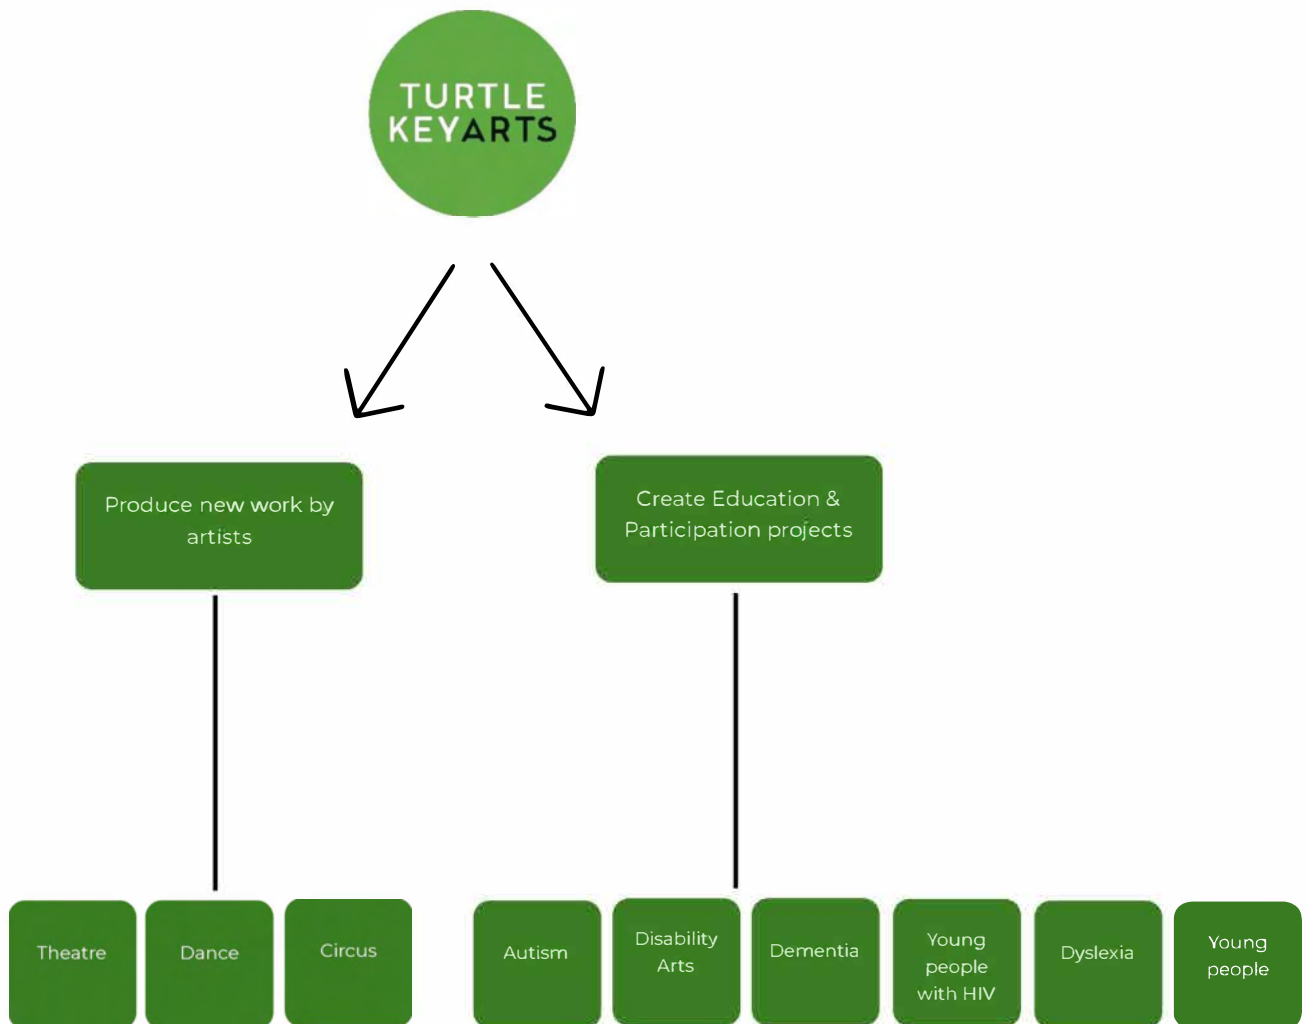 TURTLE
KEYARTS
Produce new work by
artists
Create Education &
Participation projects
Theatre
Dance
Circus
Autism
Disability
Arts
Dementia
Young
people
with HIV
Dyslexia
Young
people